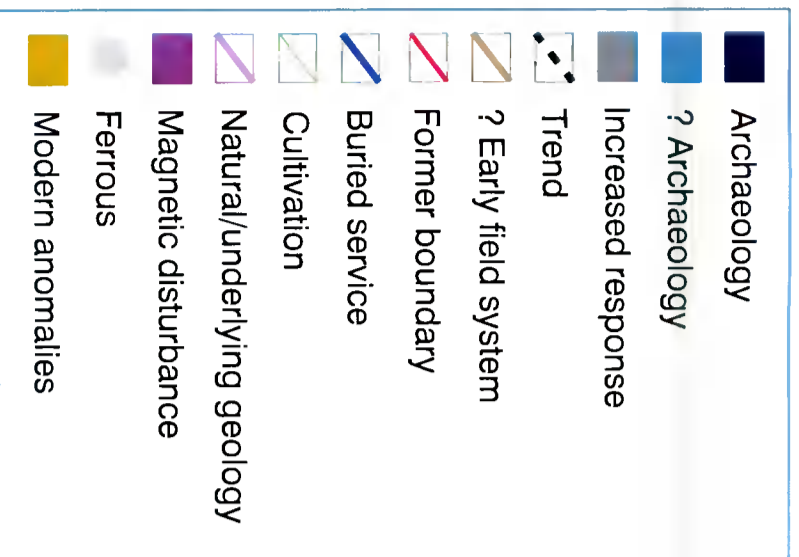 Archaeology
? Archaeology
Increased response
Trend
? Early field system
Former boundary
Buried service
Cultivation
Natural/underlying geology
Magnetic disturbance
Ferrous
Modern anomalies